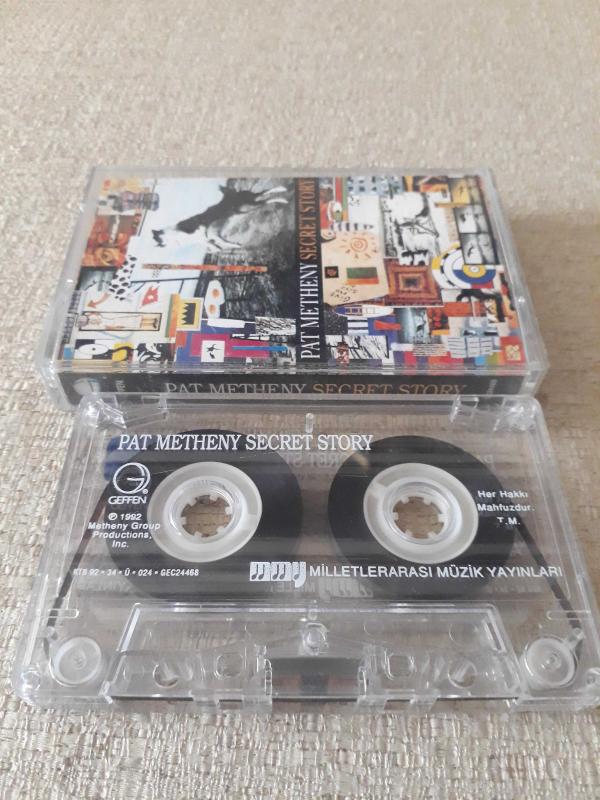 PAT METHENY SECRET STORY
PAT METHENY SECRET STORY
PAT METHENY SECRET STORY
GEFFEN®
℗ 1992
Metheny Group
Productions,
Inc.
Her Hakkı
Mahfuzdur.
T.M.
KTB 92 • 34 • Ü • 024 • GEC24468
MMY MİLLETLERARASI MÜZİK YAYINLARI